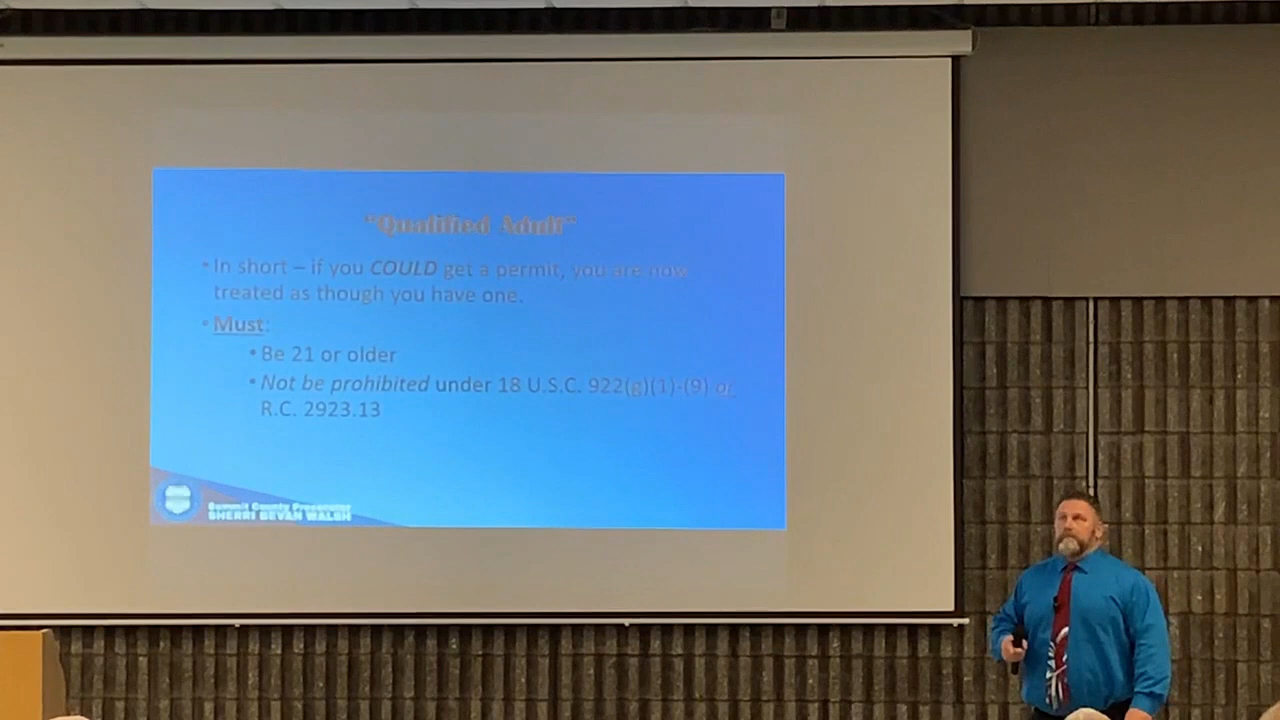 "Qualified Adult"
• In short – if you COULD get a permit, you are now
treated as though you have one.
• Must:
• Be 21 or older
• Not be prohibited under 18 U.S.C. 922(g)(1)-(9) or
R.C. 2923.13
Summit County Prosecutor
SHERRI BEVAN WALSH